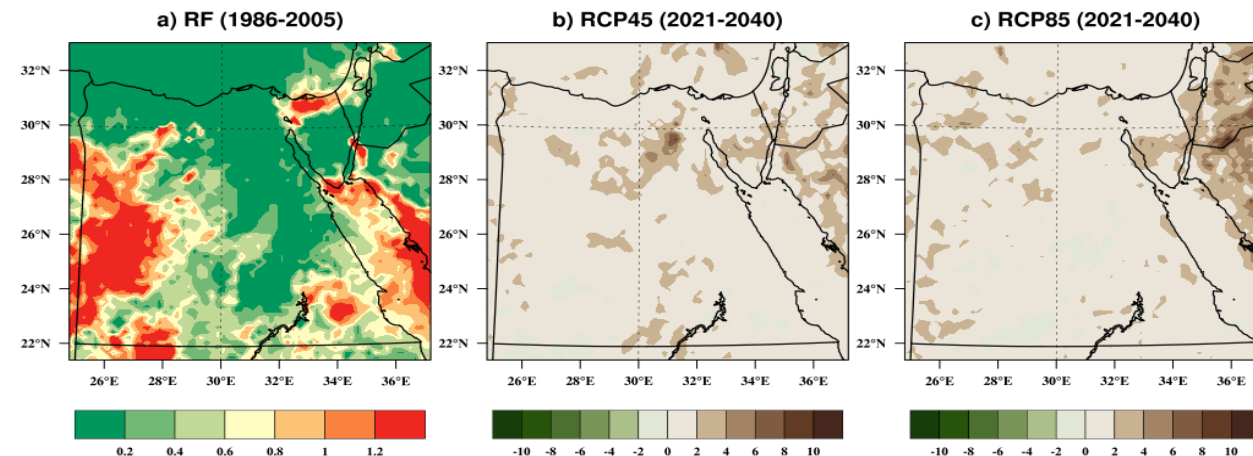 a) RF (1986-2005)
b) RCP45 (2021-2040)
c) RCP85 (2021-2040)
32°N
30°N
28°N
26°N
24°N
22°N
26°E 28°E 30°E 32°E 34°E 36°E
0.2 0.4 0.6 0.8 1 1.2
32°N
30°N
28°N
26°N
24°N
22°N
26°E 28°E 30°E 32°E 34°E 36°E
-10 -8 -6 -4 -2 0 2 4 6 8 10
32°N
30°N
28°N
26°N
24°N
22°N
26°E 28°E 30°E 32°E 34°E 36°E
-10 -8 -6 -4 -2 0 2 4 6 8 10